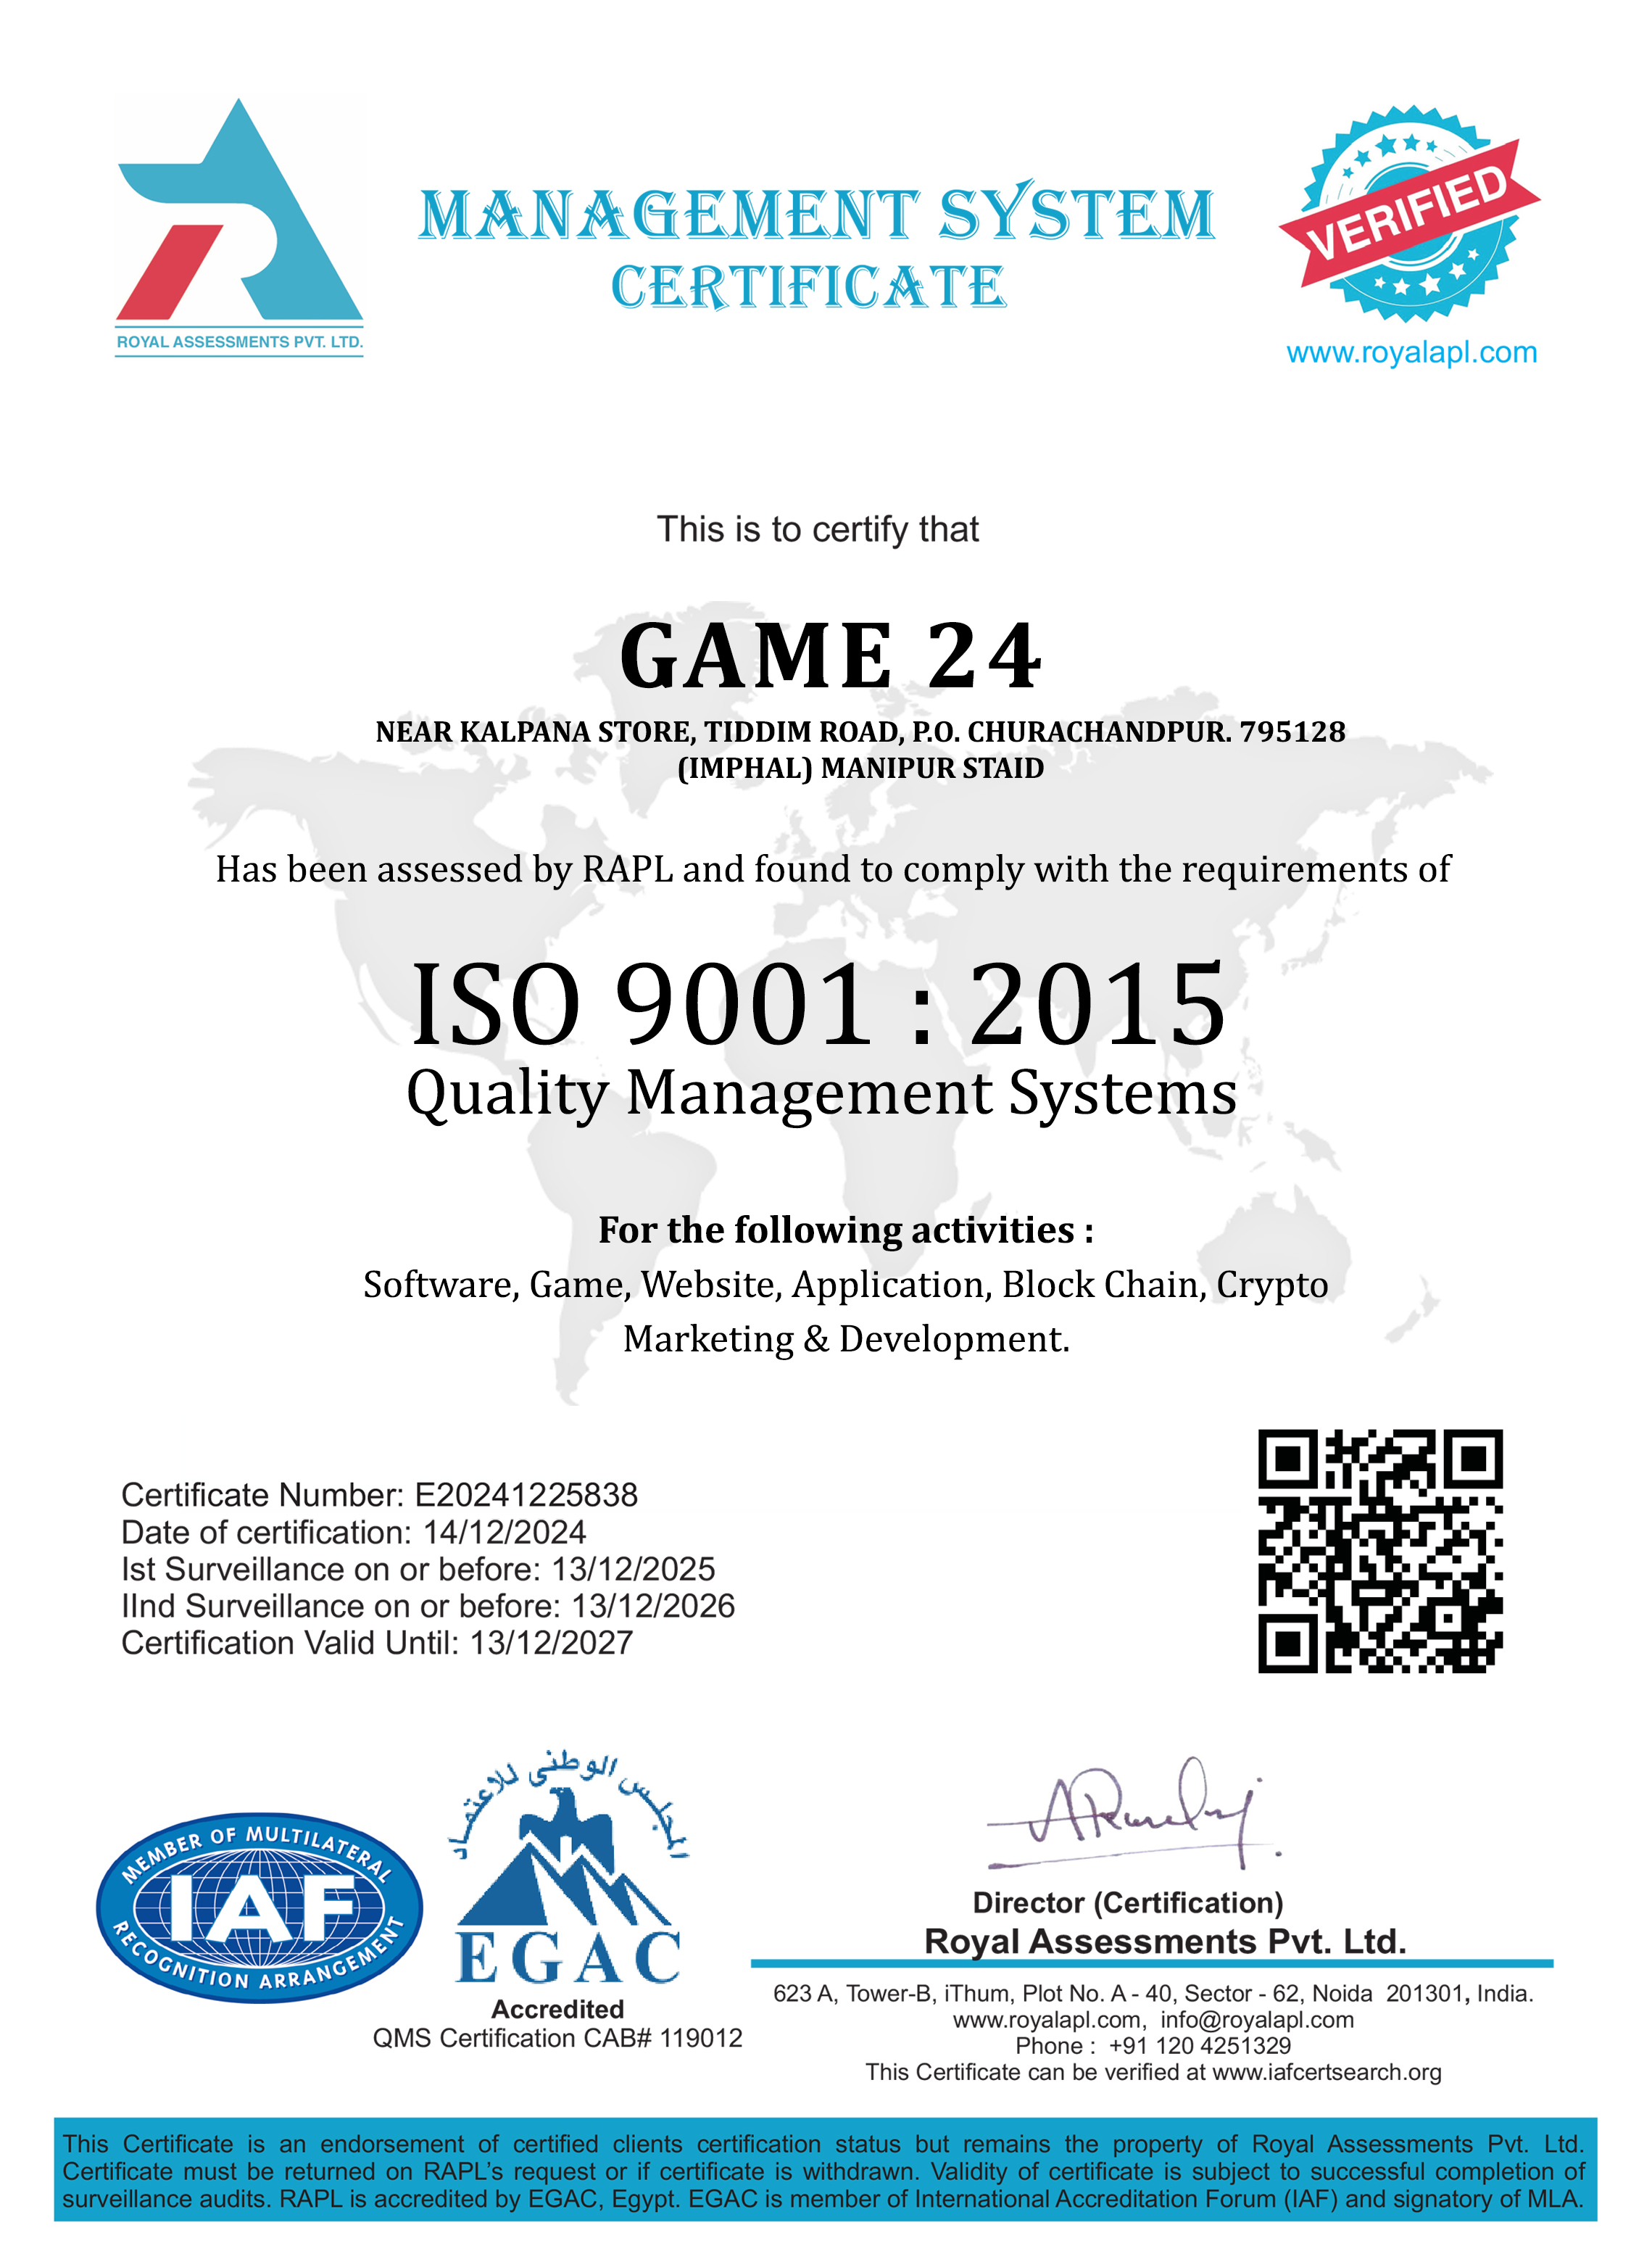 MANAGEMENT SYSTEM
CERTIFICATE
ROYAL ASSESSMENTS PVT. LTD.
VERIFIED
www.royalapl.com
This is to certify that
GAME 24
NEAR KALPANA STORE, TIDDIM ROAD, P.O. CHURACHANDPUR. 795128
(IMPHAL) MANIPUR STAID
Has been assessed by RAPL and found to comply with the requirements of
ISO 9001 : 2015
Quality Management Systems
For the following activities :
Software, Game, Website, Application, Block Chain, Crypto
Marketing & Development.
Certificate Number: E20241225838
Date of certification: 14/12/2024
Ist Surveillance on or before: 13/12/2025
IInd Surveillance on or before: 13/12/2026
Certification Valid Until: 13/12/2027
MEMBER OF MULTILATERAL
IAF
RECOGNITION ARRANGEMENT
المجلس الوطنى للاعتماد
EGAC
Accredited
QMS Certification CAB# 119012
Director (Certification)
Royal Assessments Pvt. Ltd.
623 A, Tower-B, iThum, Plot No. A - 40, Sector - 62, Noida 201301, India.
www.royalapl.com, info@royalapl.com
Phone : +91 120 4251329
This Certificate can be verified at www.iafcertsearch.org
This Certificate is an endorsement of certified clients certification status but remains the property of Royal Assessments Pvt. Ltd.
Certificate must be returned on RAPL's request or if certificate is withdrawn. Validity of certificate is subject to successful completion of
surveillance audits. RAPL is accredited by EGAC, Egypt. EGAC is member of International Accreditation Forum (IAF) and signatory of MLA.